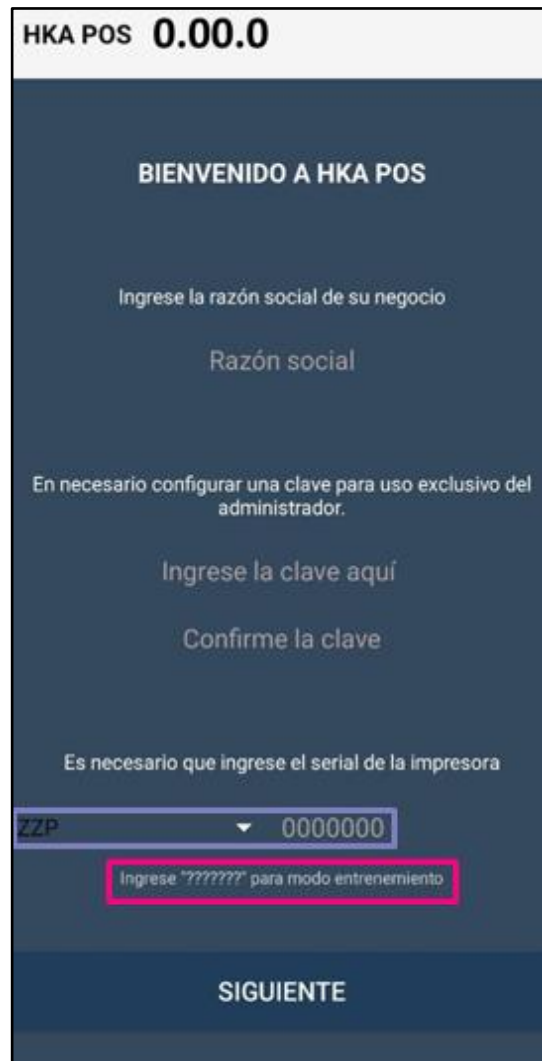 HKA POS 0.00.0
BIENVENIDO A HKA POS
Ingrese la razón social de su negocio
Razón social
En necesario configurar una clave para uso exclusivo del
administrador.
Ingrese la clave aquí
Confirme la clave
Es necesario que ingrese el serial de la impresora
ZZP 0000000
Ingrese "???????" para modo entrenemiento
SIGUIENTE